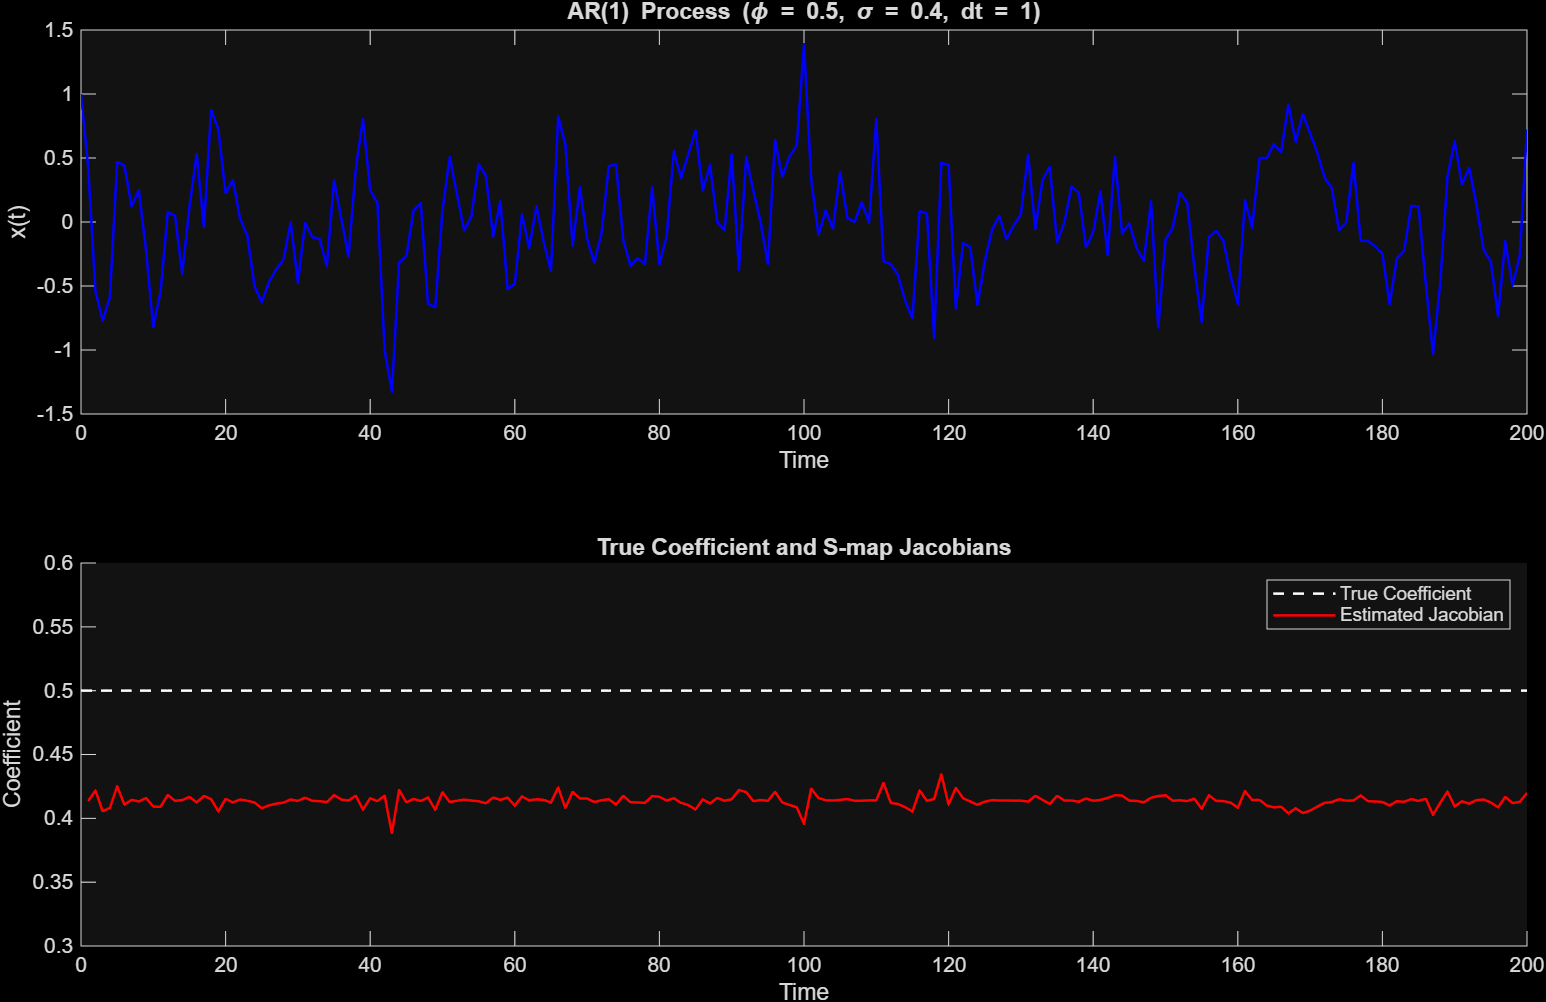 AR(1) Process (ϕ = 0.5, σ = 0.4, dt = 1)
1.5
1
0.5
0
-0.5
-1
-1.5
x(t)
0 20 40 60 80 100 120 140 160 180 200
Time
True Coefficient and S-map Jacobians
0.6
0.55
0.5
0.45
0.4
0.35
0.3
Coefficient
True Coefficient
Estimated Jacobian
0 20 40 60 80 100 120 140 160 180 200
Time